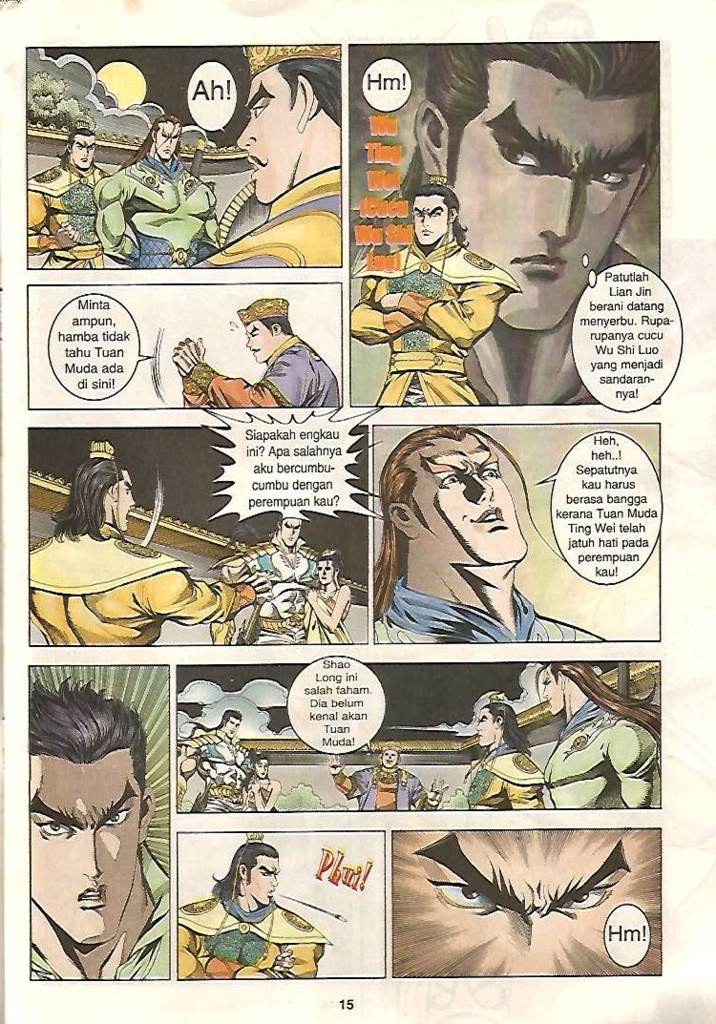 Ah!
Hm!
Wu
Ting
Wei
(Cucu
Wu Shi
Luo)
Patutlah
Lian Jin
berani datang
menyerbu. Rupa-
rupanya cucu
Wu Shi Luo
yang menjadi
sandaran-
nya!
Minta
ampun,
hamba tidak
tahu Tuan
Muda ada
di sini!
Siapakah engkau
ini? Apa salahnya
aku bercumbu-
cumbu dengan
perempuan kau?
Heh,
heh..!
Sepatutnya
kau harus
berasa bangga
kerana Tuan Muda
Ting Wei telah
jatuh hati pada
perempuan
kau!
Shao
Long ini
salah faham.
Dia belum
kenal akan
Tuan
Muda!
Phui!
Hm!
15